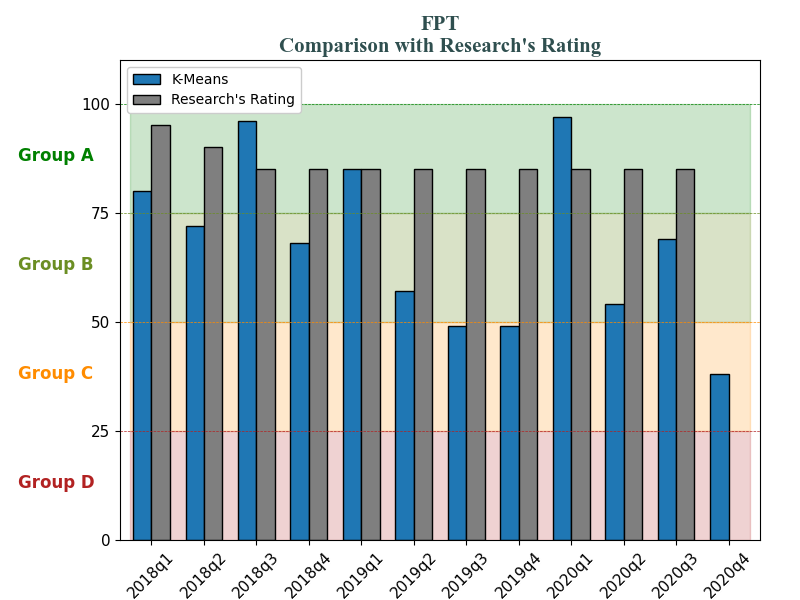 FPT
Comparison with Research's Rating
K-Means
Research's Rating
100
Group A
75
Group B
50
Group C
25
Group D
0
2018q1
2018q2
2018q3
2018q4
2019q1
2019q2
2019q3
2019q4
2020q1
2020q2
2020q3
2020q4